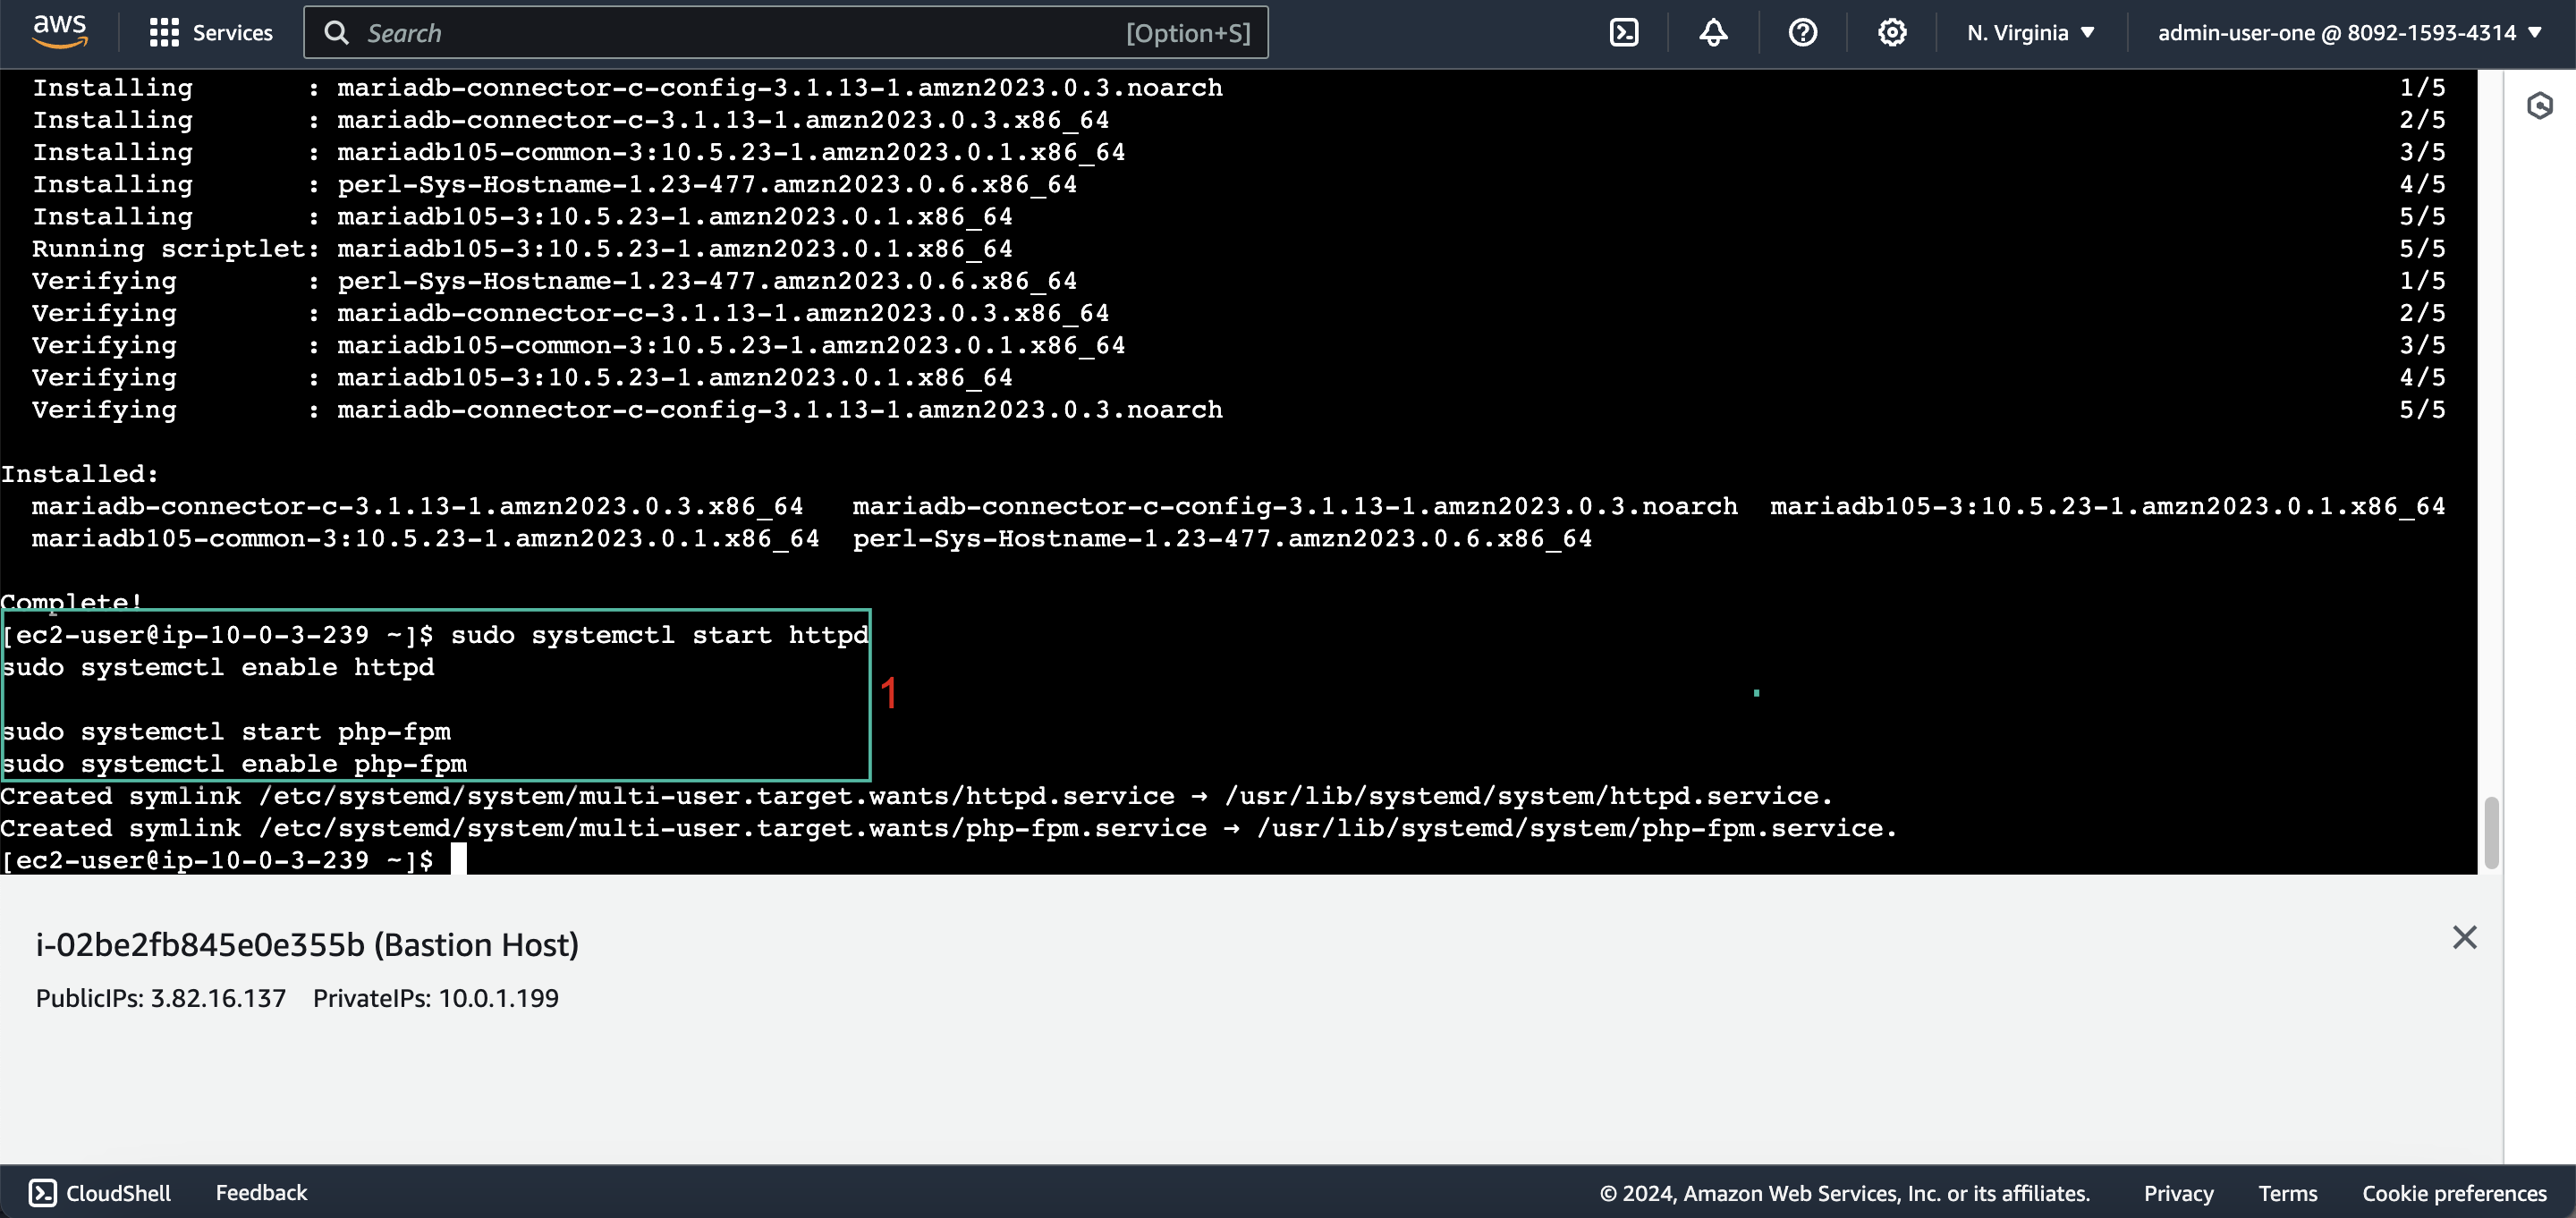 aws Services Search [Option+S] N. Virginia ▼ admin-user-one @ 8092-1593-4314 ▼
Installing : mariadb-connector-c-config-3.1.13-1.amzn2023.0.3.noarch 1/5
Installing : mariadb-connector-c-3.1.13-1.amzn2023.0.3.x86_64 2/5
Installing : mariadb105-common-3:10.5.23-1.amzn2023.0.1.x86_64 3/5
Installing : perl-Sys-Hostname-1.23-477.amzn2023.0.6.x86_64 4/5
Installing : mariadb105-3:10.5.23-1.amzn2023.0.1.x86_64 5/5
Running scriptlet: mariadb105-3:10.5.23-1.amzn2023.0.1.x86_64 5/5
Verifying : perl-Sys-Hostname-1.23-477.amzn2023.0.6.x86_64 1/5
Verifying : mariadb-connector-c-3.1.13-1.amzn2023.0.3.x86_64 2/5
Verifying : mariadb105-common-3:10.5.23-1.amzn2023.0.1.x86_64 3/5
Verifying : mariadb105-3:10.5.23-1.amzn2023.0.1.x86_64 4/5
Verifying : mariadb-connector-c-config-3.1.13-1.amzn2023.0.3.noarch 5/5
Installed:
mariadb-connector-c-3.1.13-1.amzn2023.0.3.x86_64 mariadb-connector-c-config-3.1.13-1.amzn2023.0.3.noarch mariadb105-3:10.5.23-1.amzn2023.0.1.x86_64
mariadb105-common-3:10.5.23-1.amzn2023.0.1.x86_64 perl-Sys-Hostname-1.23-477.amzn2023.0.6.x86_64
Complete!
[ec2-user@ip-10-0-3-239 ~]$ sudo systemctl start httpd
sudo systemctl enable httpd
1
sudo systemctl start php-fpm
sudo systemctl enable php-fpm
Created symlink /etc/systemd/system/multi-user.target.wants/httpd.service → /usr/lib/systemd/system/httpd.service.
Created symlink /etc/systemd/system/multi-user.target.wants/php-fpm.service → /usr/lib/systemd/system/php-fpm.service.
[ec2-user@ip-10-0-3-239 ~]$
i-02be2fb845e0e355b (Bastion Host)
PublicIPs: 3.82.16.137 PrivateIPs: 10.0.1.199
CloudShell Feedback © 2024, Amazon Web Services, Inc. or its affiliates. Privacy Terms Cookie preferences